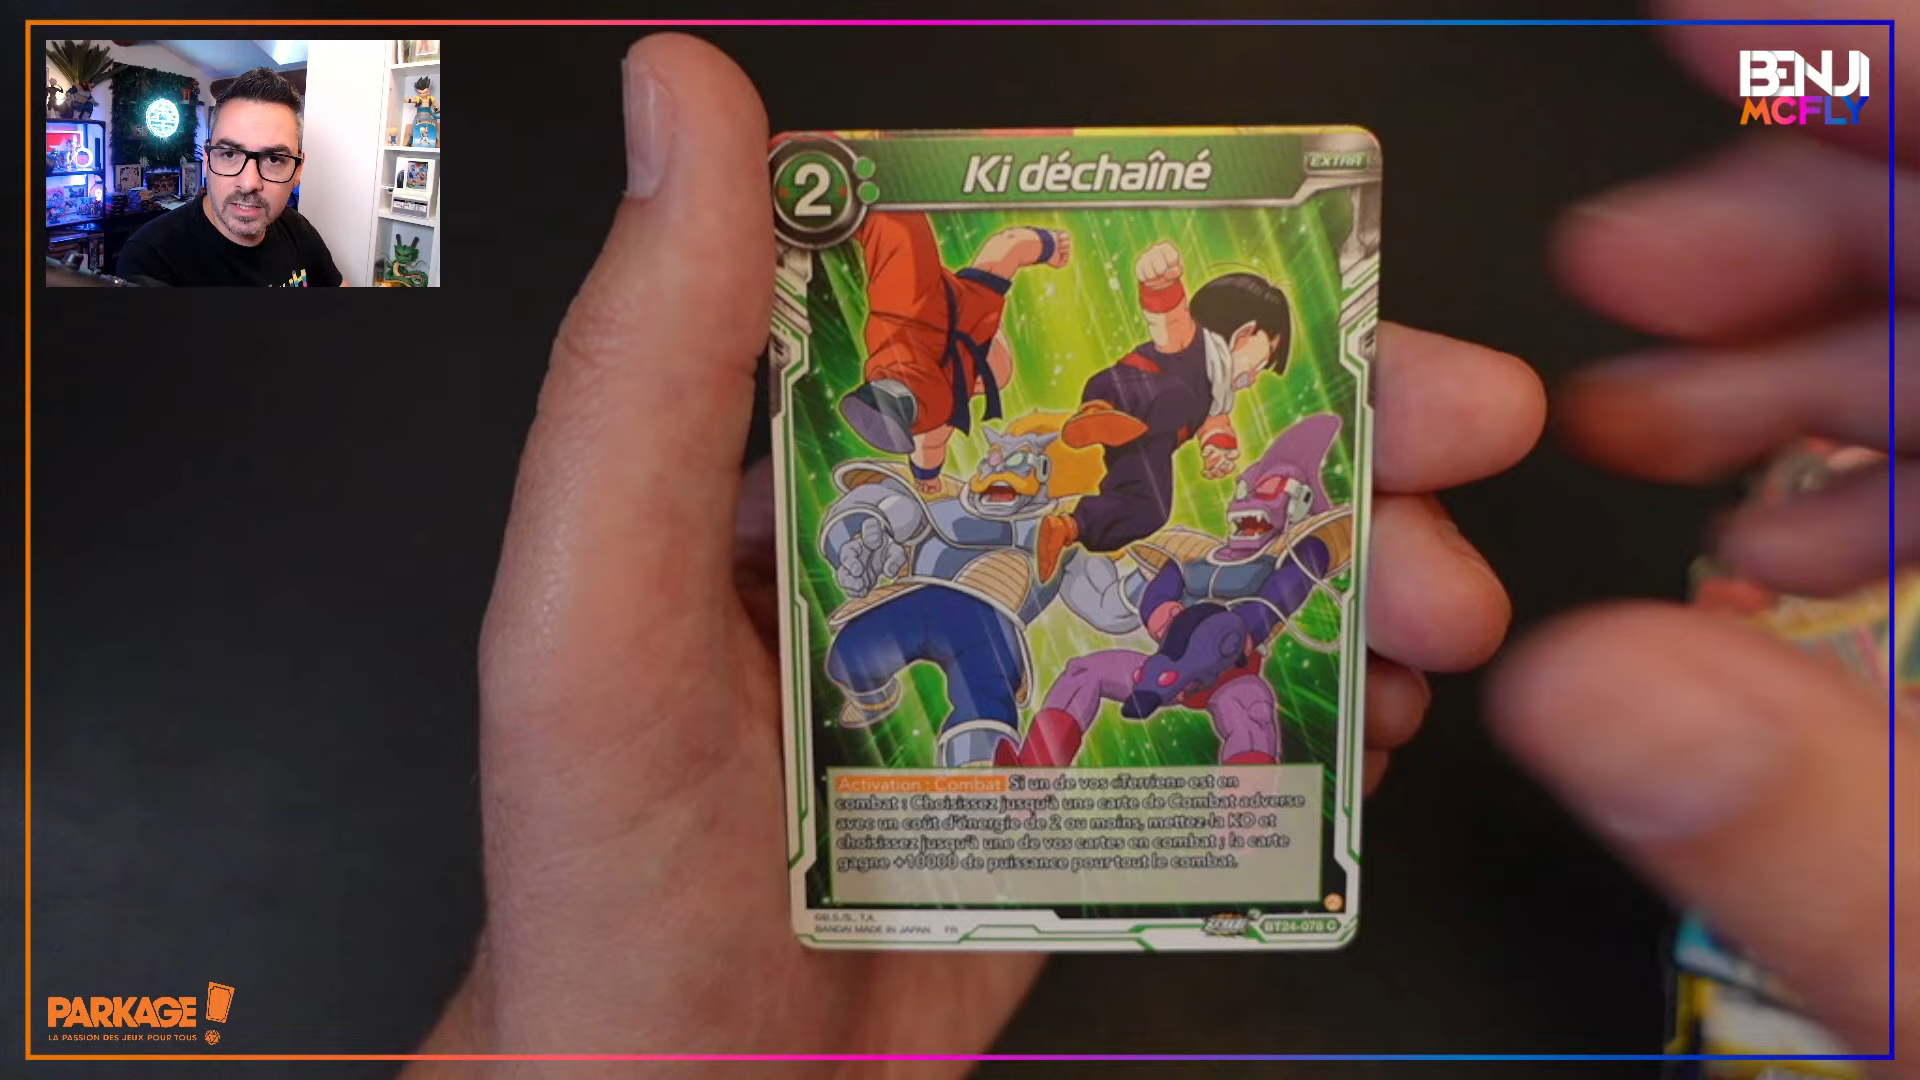 BENJI
MCFLY
2
Ki déchaîné
EXTRA
Activation : Combat Si un de vos «Terrien» est en
combat : Choisissez jusqu'à une carte de Combat adverse
avec un coût d'énergie de 2 ou moins, mettez-la KO et
choisissez jusqu'à une de vos cartes en combat ; la carte
gagne +10000 de puissance pour tout le combat.
©B.S./S., T.A.
BANDAI MADE IN JAPAN FR
BT24-078 C
PARKAGE
LA PASSION DES JEUX POUR TOUS